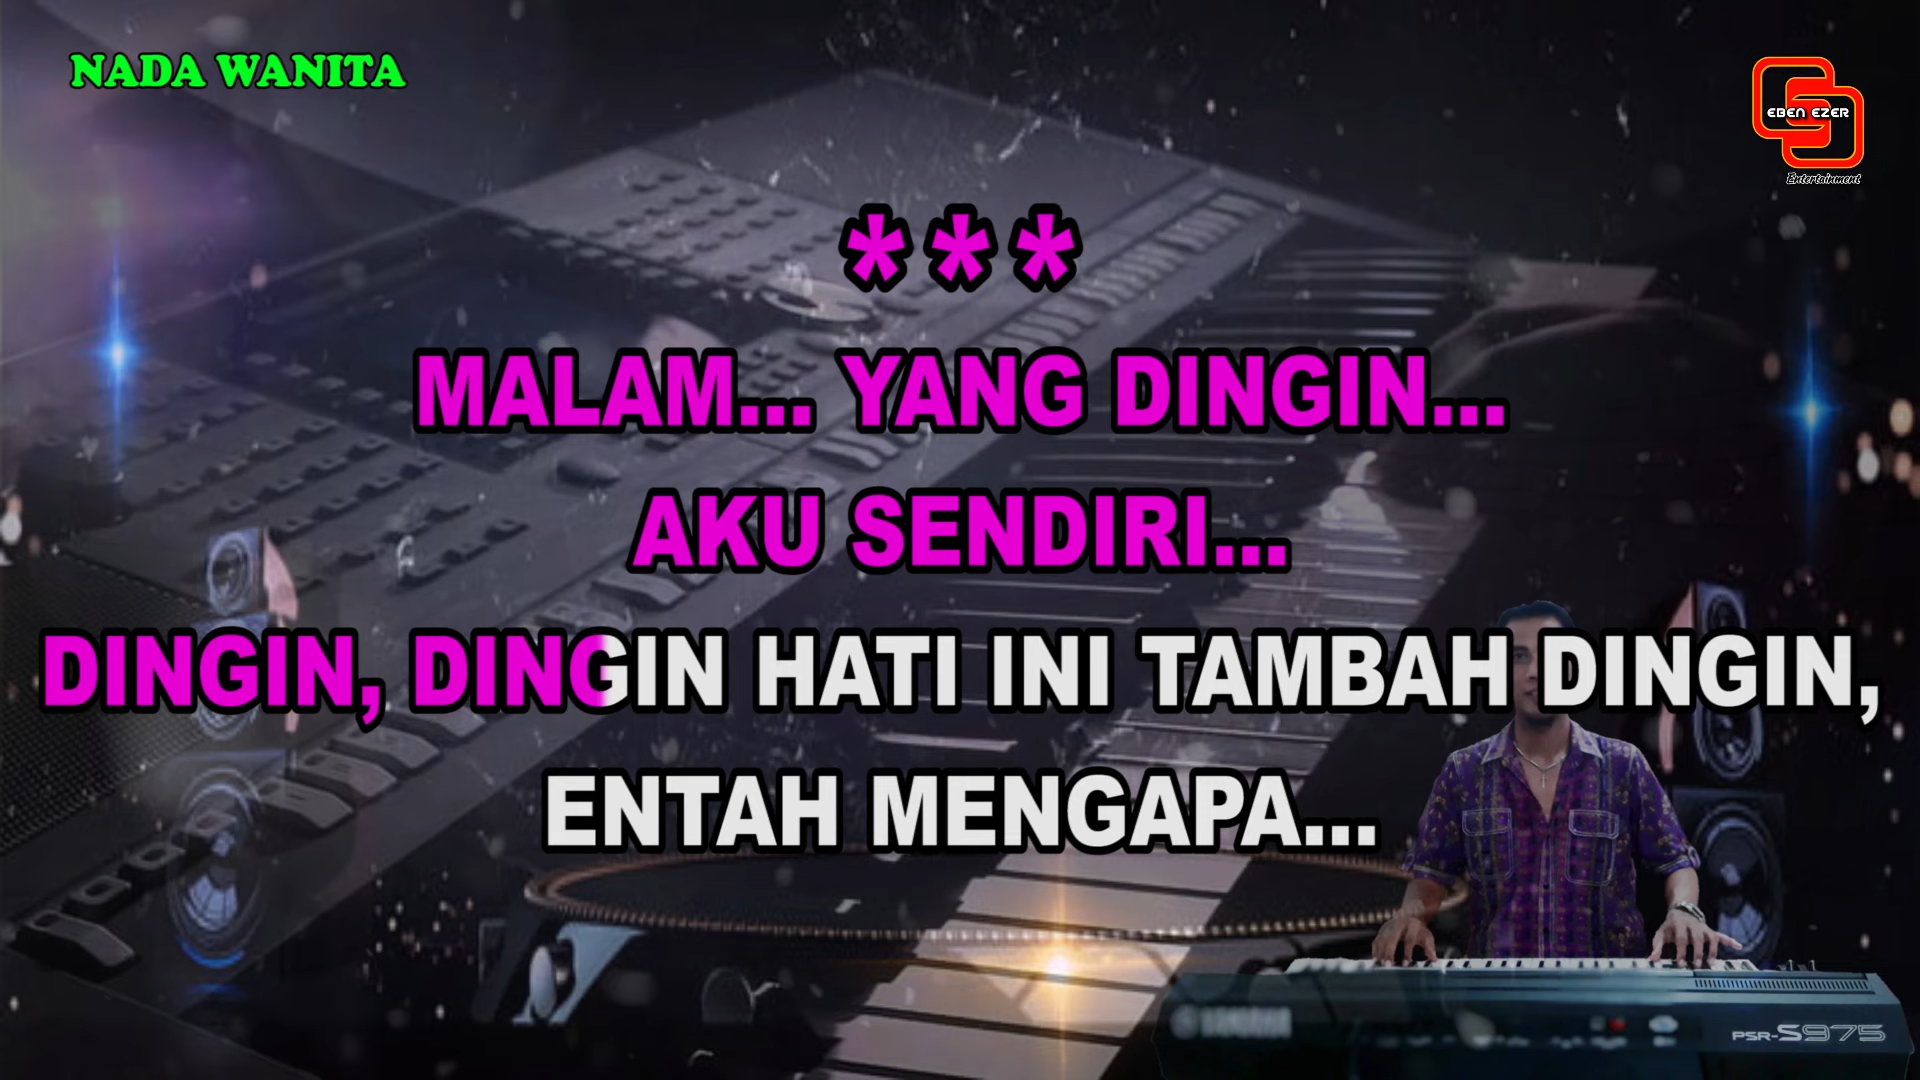 NADA WANITA
EBEN EZER
Entertainment
* * *
MALAM... YANG DINGIN...
AKU SENDIRI...
DINGIN, DINGIN HATI INI TAMBAH DINGIN,
ENTAH MENGAPA...
PSR-S975